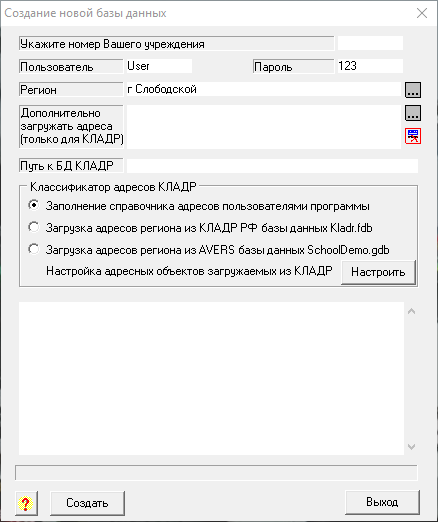 Создание новой базы данных
Укажите номер Вашего учреждения
Пользователь User Пароль 123
Регион г Слободской ...
Дополнительно ...
загружать адреса
(только для КЛАДР)
Путь к БД КЛАДР
Классификатор адресов КЛАДР
Заполнение справочника адресов пользователями программы
Загрузка адресов региона из КЛАДР РФ базы данных Kladr.fdb
Загрузка адресов региона из AVERS базы данных SchoolDemo.gdb
Настройка адресных объектов загружаемых из КЛАДР Настроить
? Создать Выход